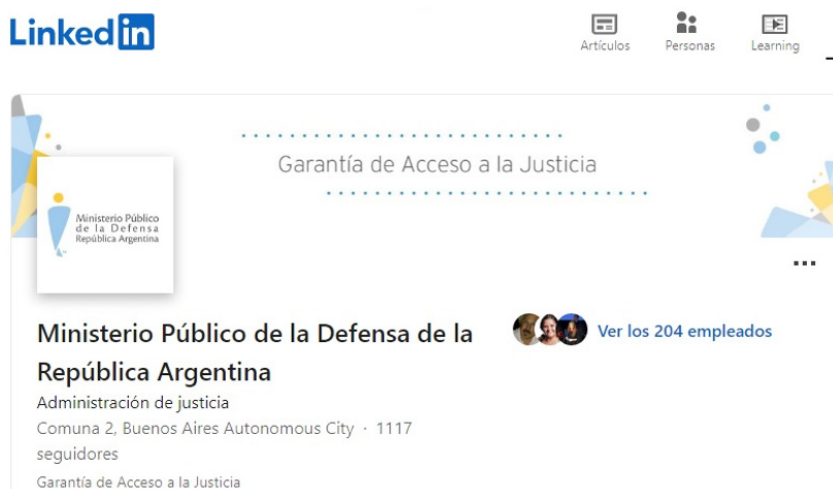 LinkedIn
Artículos
Personas
Learning
Garantía de Acceso a la Justicia
Ministerio Público
de la Defensa
República Argentina
Ministerio Público de la Defensa de la
República Argentina
Ver los 204 empleados
Administración de justicia
Comuna 2, Buenos Aires Autonomous City · 1117
seguidores
Garantía de Acceso a la Justicia